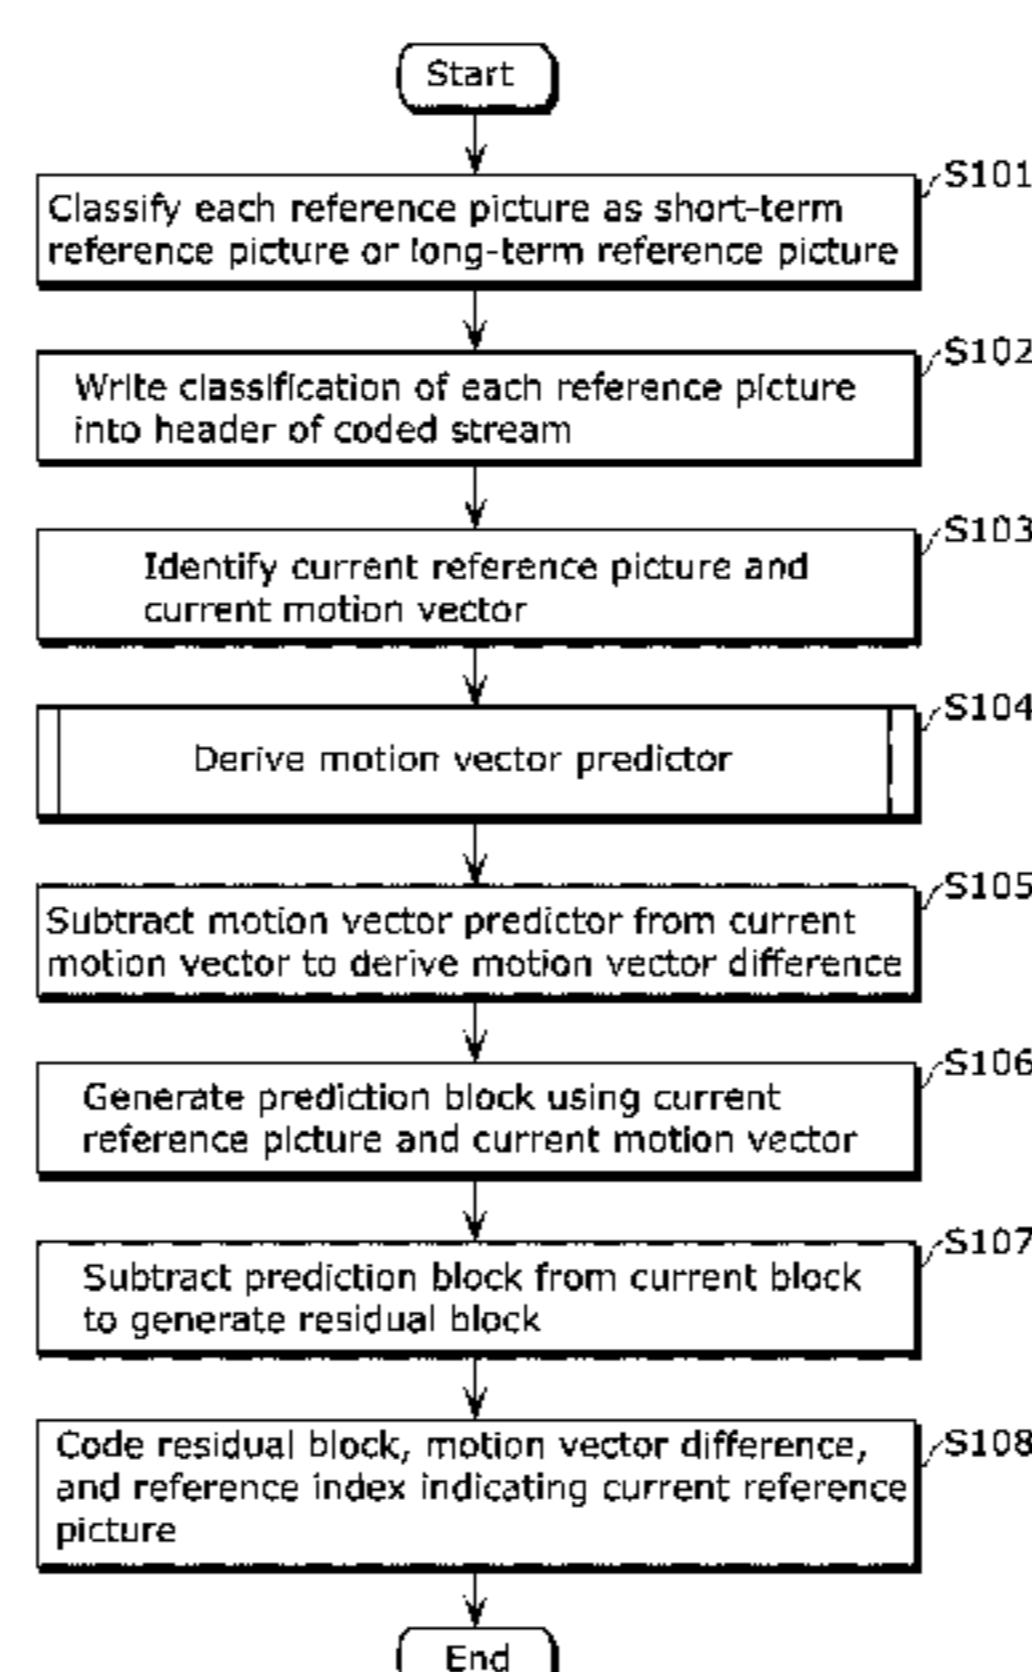 Start
S101
Classify each reference picture as short-term
reference picture or long-term reference picture
S102
Write classification of each reference picture
into header of coded stream
S103
Identify current reference picture and
current motion vector
S104
Derive motion vector predictor
S105
Subtract motion vector predictor from current
motion vector to derive motion vector difference
S106
Generate prediction block using current
reference picture and current motion vector
S107
Subtract prediction block from current block
to generate residual block
S108
Code residual block, motion vector difference,
and reference index indicating current reference
picture
End